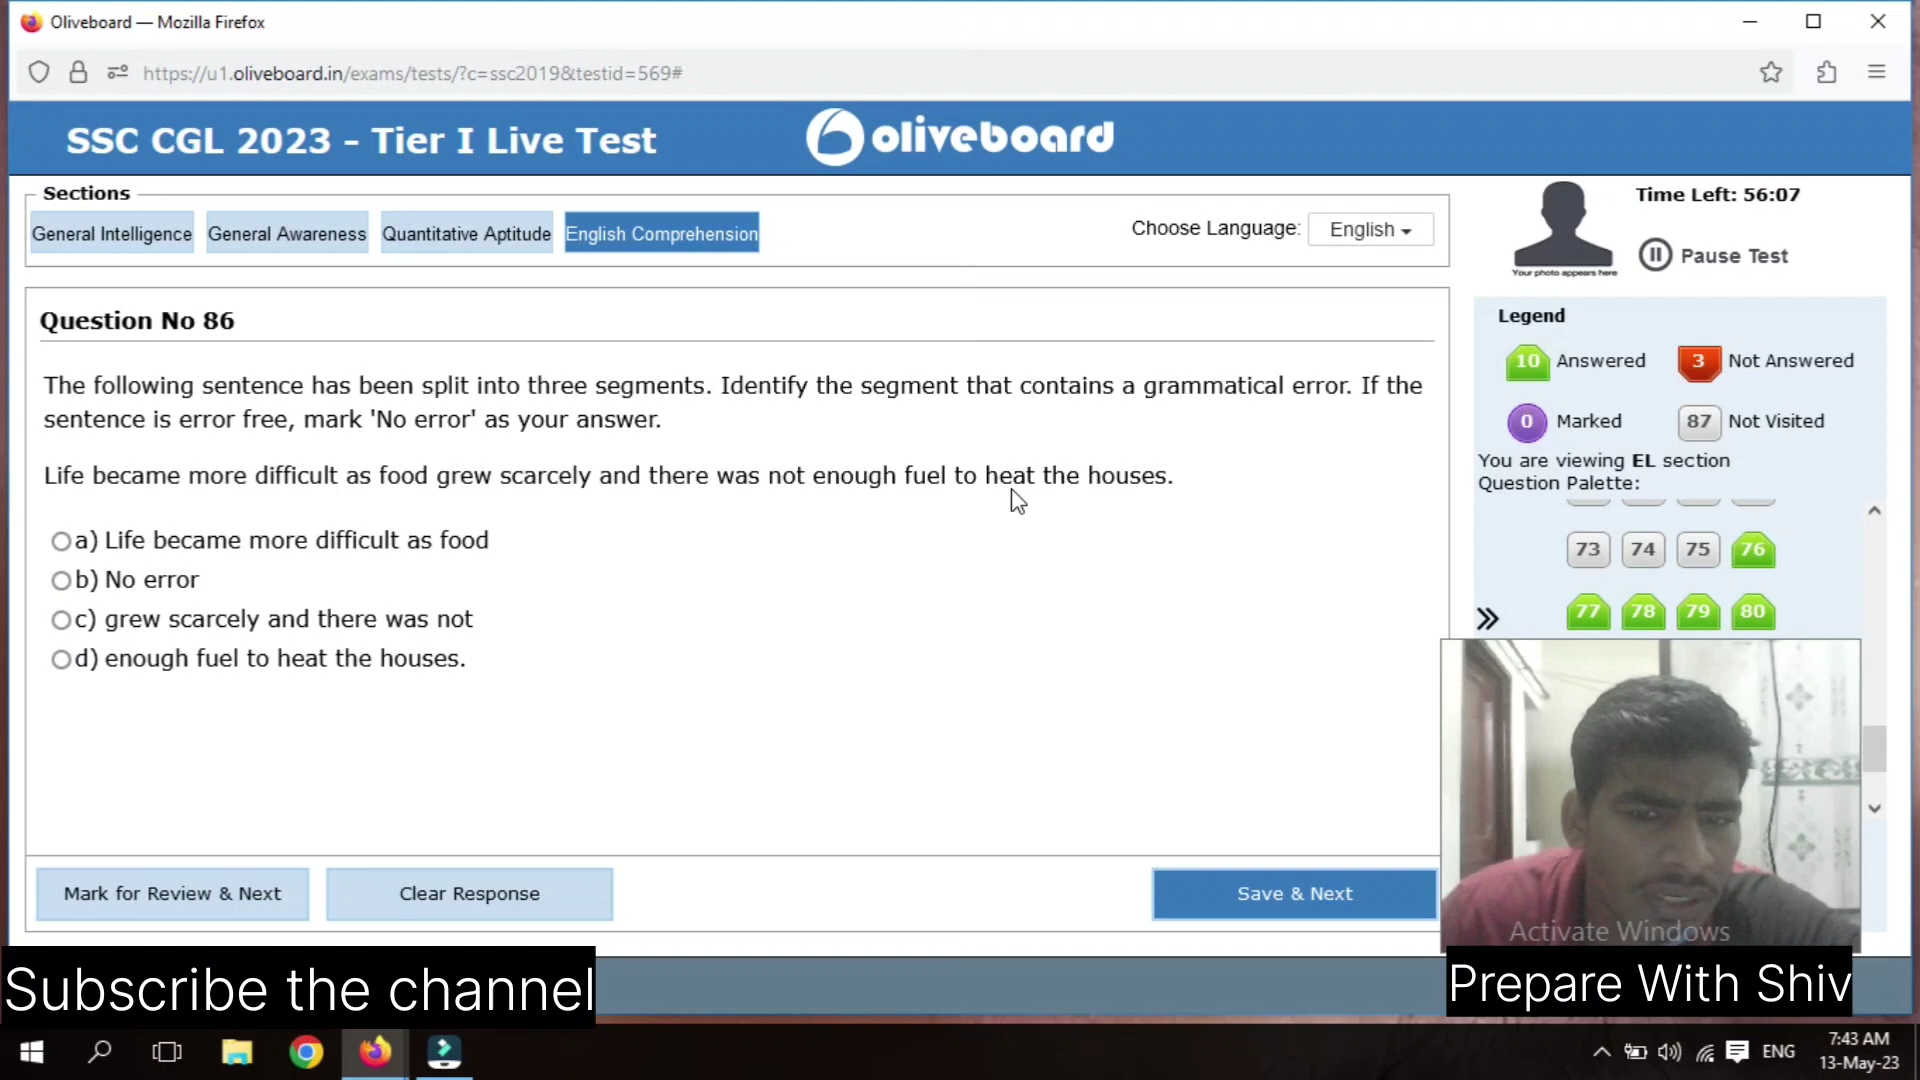 Oliveboard — Mozilla Firefox
https://u1.oliveboard.in/exams/tests/?c=ssc2019&testid=569#
SSC CGL 2023 - Tier I Live Test
oliveboard
Sections
General Intelligence
General Awareness
Quantitative Aptitude
English Comprehension
Choose Language:
English
Your photo appears here
Time Left: 56:07
Pause Test
Question No 86
The following sentence has been split into three segments. Identify the segment that contains a grammatical error. If the
sentence is error free, mark 'No error' as your answer.
Life became more difficult as food grew scarcely and there was not enough fuel to heat the houses.
a) Life became more difficult as food
b) No error
c) grew scarcely and there was not
d) enough fuel to heat the houses.
Legend
10 Answered
3 Not Answered
0 Marked
87 Not Visited
You are viewing EL section
Question Palette:
73 74 75 76
77 78 79 80
Mark for Review & Next
Clear Response
Save & Next
Activate Windows
Subscribe the channel
Prepare With Shiv
ENG
7:43 AM
13-May-23